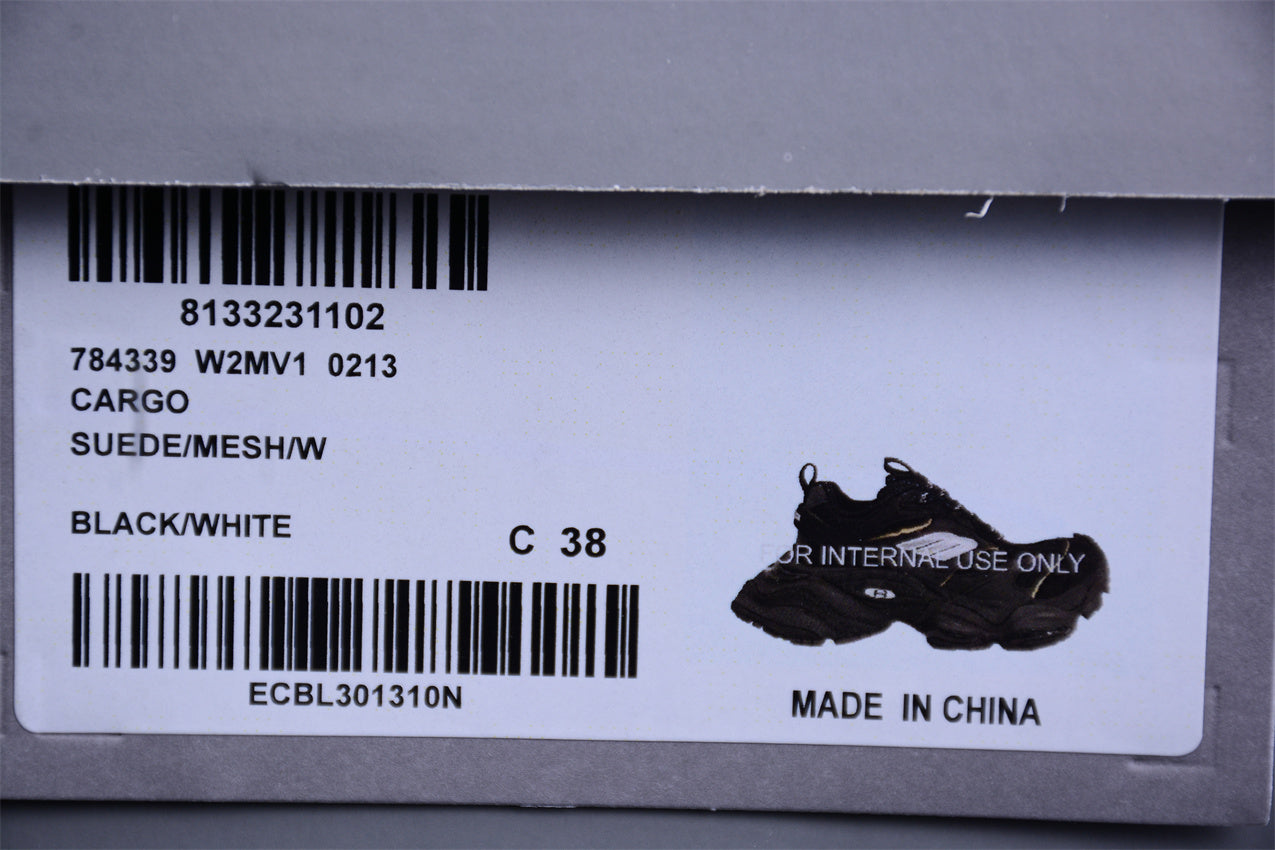 8133231102
784339 W2MV1 0213
CARGO
SUEDE/MESH/W
BLACK/WHITE
C 38
FOR INTERNAL USE ONLY
ECBL301310N
MADE IN CHINA